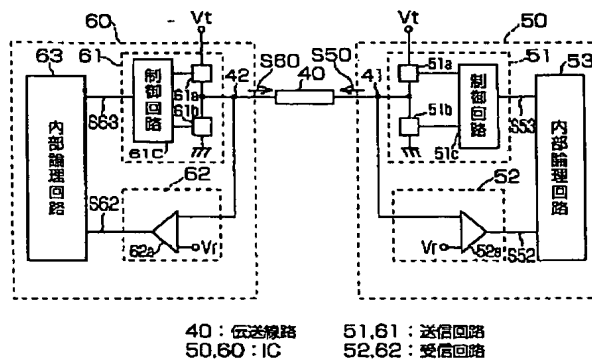 60
Vt
Vt
50
63
61
制御回路
61a
61b
61c
42
S60
40
S50
41
51a
51b
51c
制御回路
51
53
内部論理回路
S63
S53
内部論理回路
62
52
S62
62a
Vr
Vr
52a
S52
40：伝送線路
51,61：送信回路
50,60：IC
52,62：受信回路